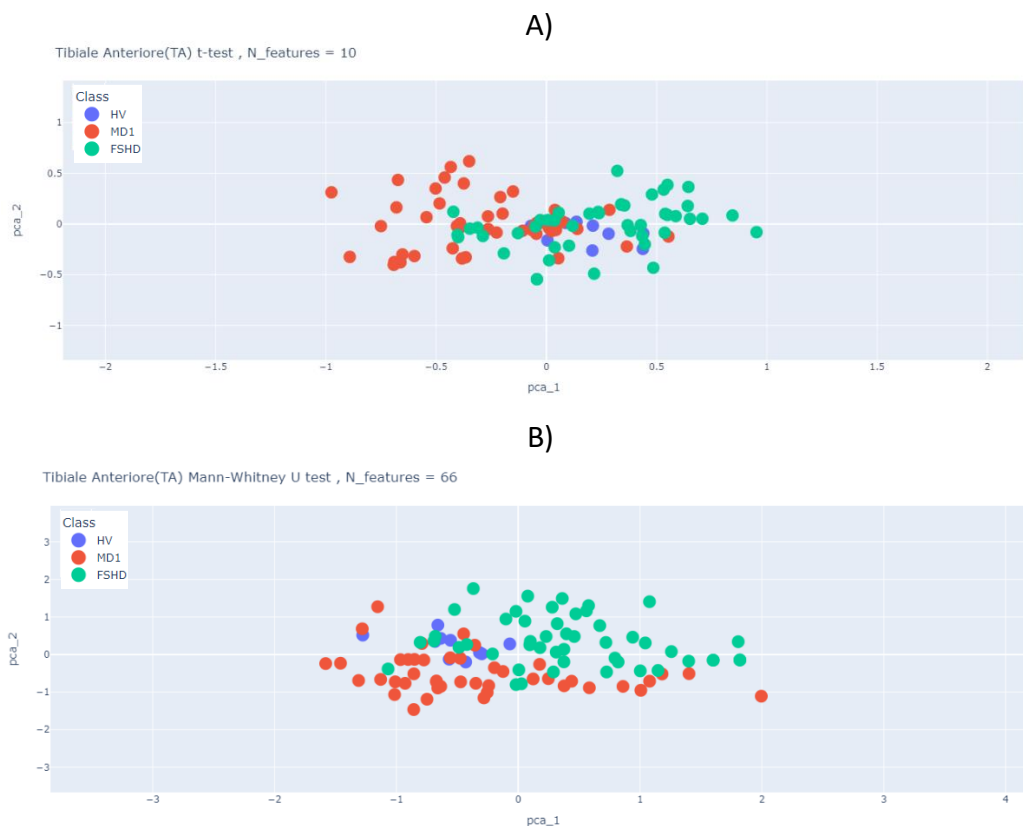 A)
Tibiale Anteriore(TA) t-test , N_features = 10
Class
HV
MD1
FSHD
1
0.5
0
−0.5
−1
pca_2
−2
−1.5
−1
−0.5
0
0.5
1
1.5
2
pca_1
B)
Tibiale Anteriore(TA) Mann-Whitney U test , N_features = 66
Class
HV
MD1
FSHD
3
2
1
0
−1
−2
−3
pca_2
−3
−2
−1
0
1
2
3
4
pca_1